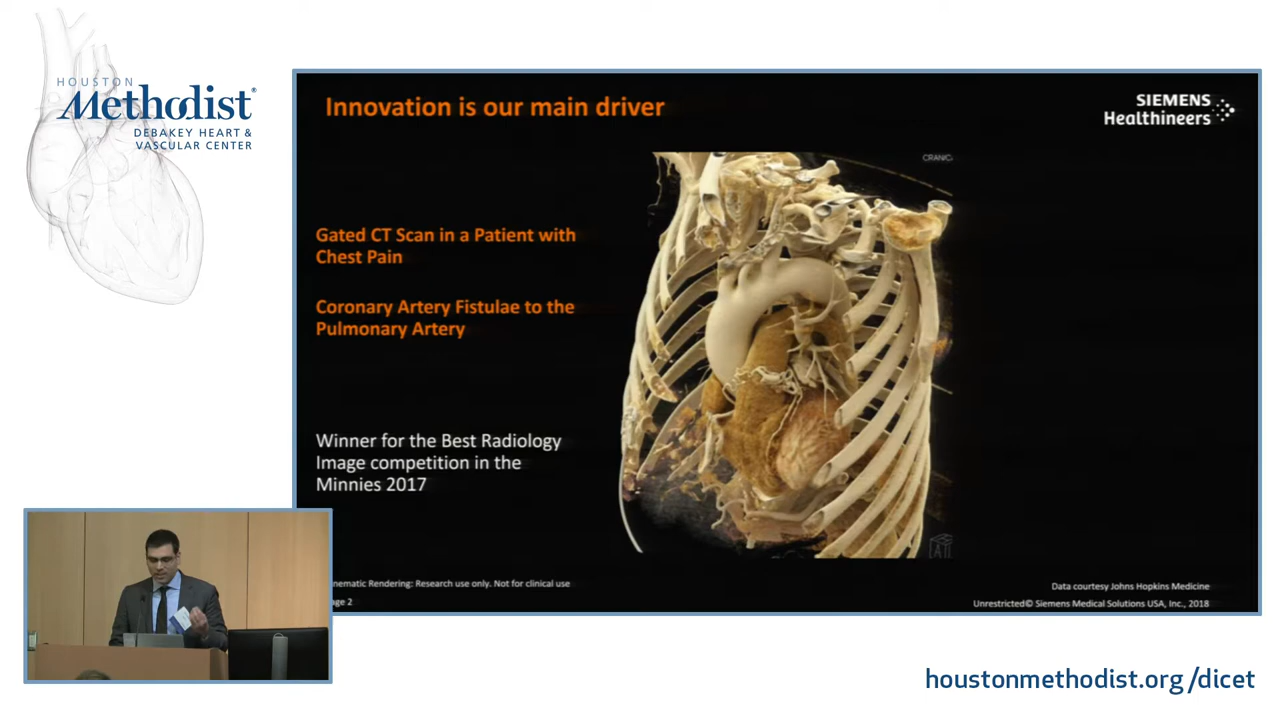 HOUSTON
Methodist®
DEBAKEY HEART &
VASCULAR CENTER
Innovation is our main driver
SIEMENS
Healthineers
Gated CT Scan in a Patient with
Chest Pain
Coronary Artery Fistulae to the
Pulmonary Artery
Winner for the Best Radiology
Image competition in the
Minnies 2017
nematic Rendering: Research use only. Not for clinical use
age 2
Data courtesy Johns Hopkins Medicine
Unrestricted© Siemens Medical Solutions USA, Inc., 2018
houstonmethodist.org/dicet